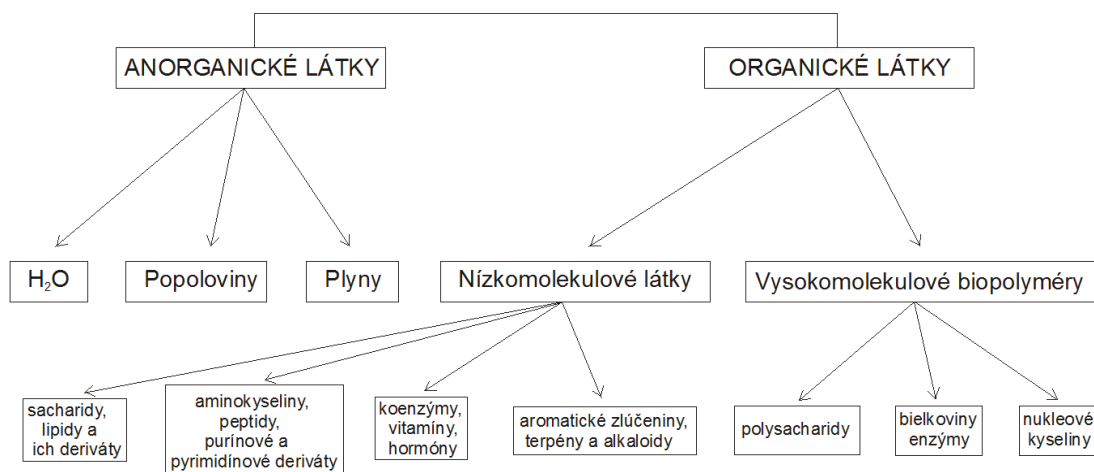 ANORGANICKÉ LÁTKY
ORGANICKÉ LÁTKY
H₂O
Popoloviny
Plyny
Nízkomolekulové látky
Vysokomolekulové biopolyméry
sacharidy,
lipidy a
ich deriváty
aminokyseliny,
peptidy,
purínové a
pyrimidínové deriváty
koenzýmy,
vitamíny,
hormóny
aromatické zlúčeniny,
terpény a alkaloidy
polysacharidy
bielkoviny
enzýmy
nukleové
kyseliny